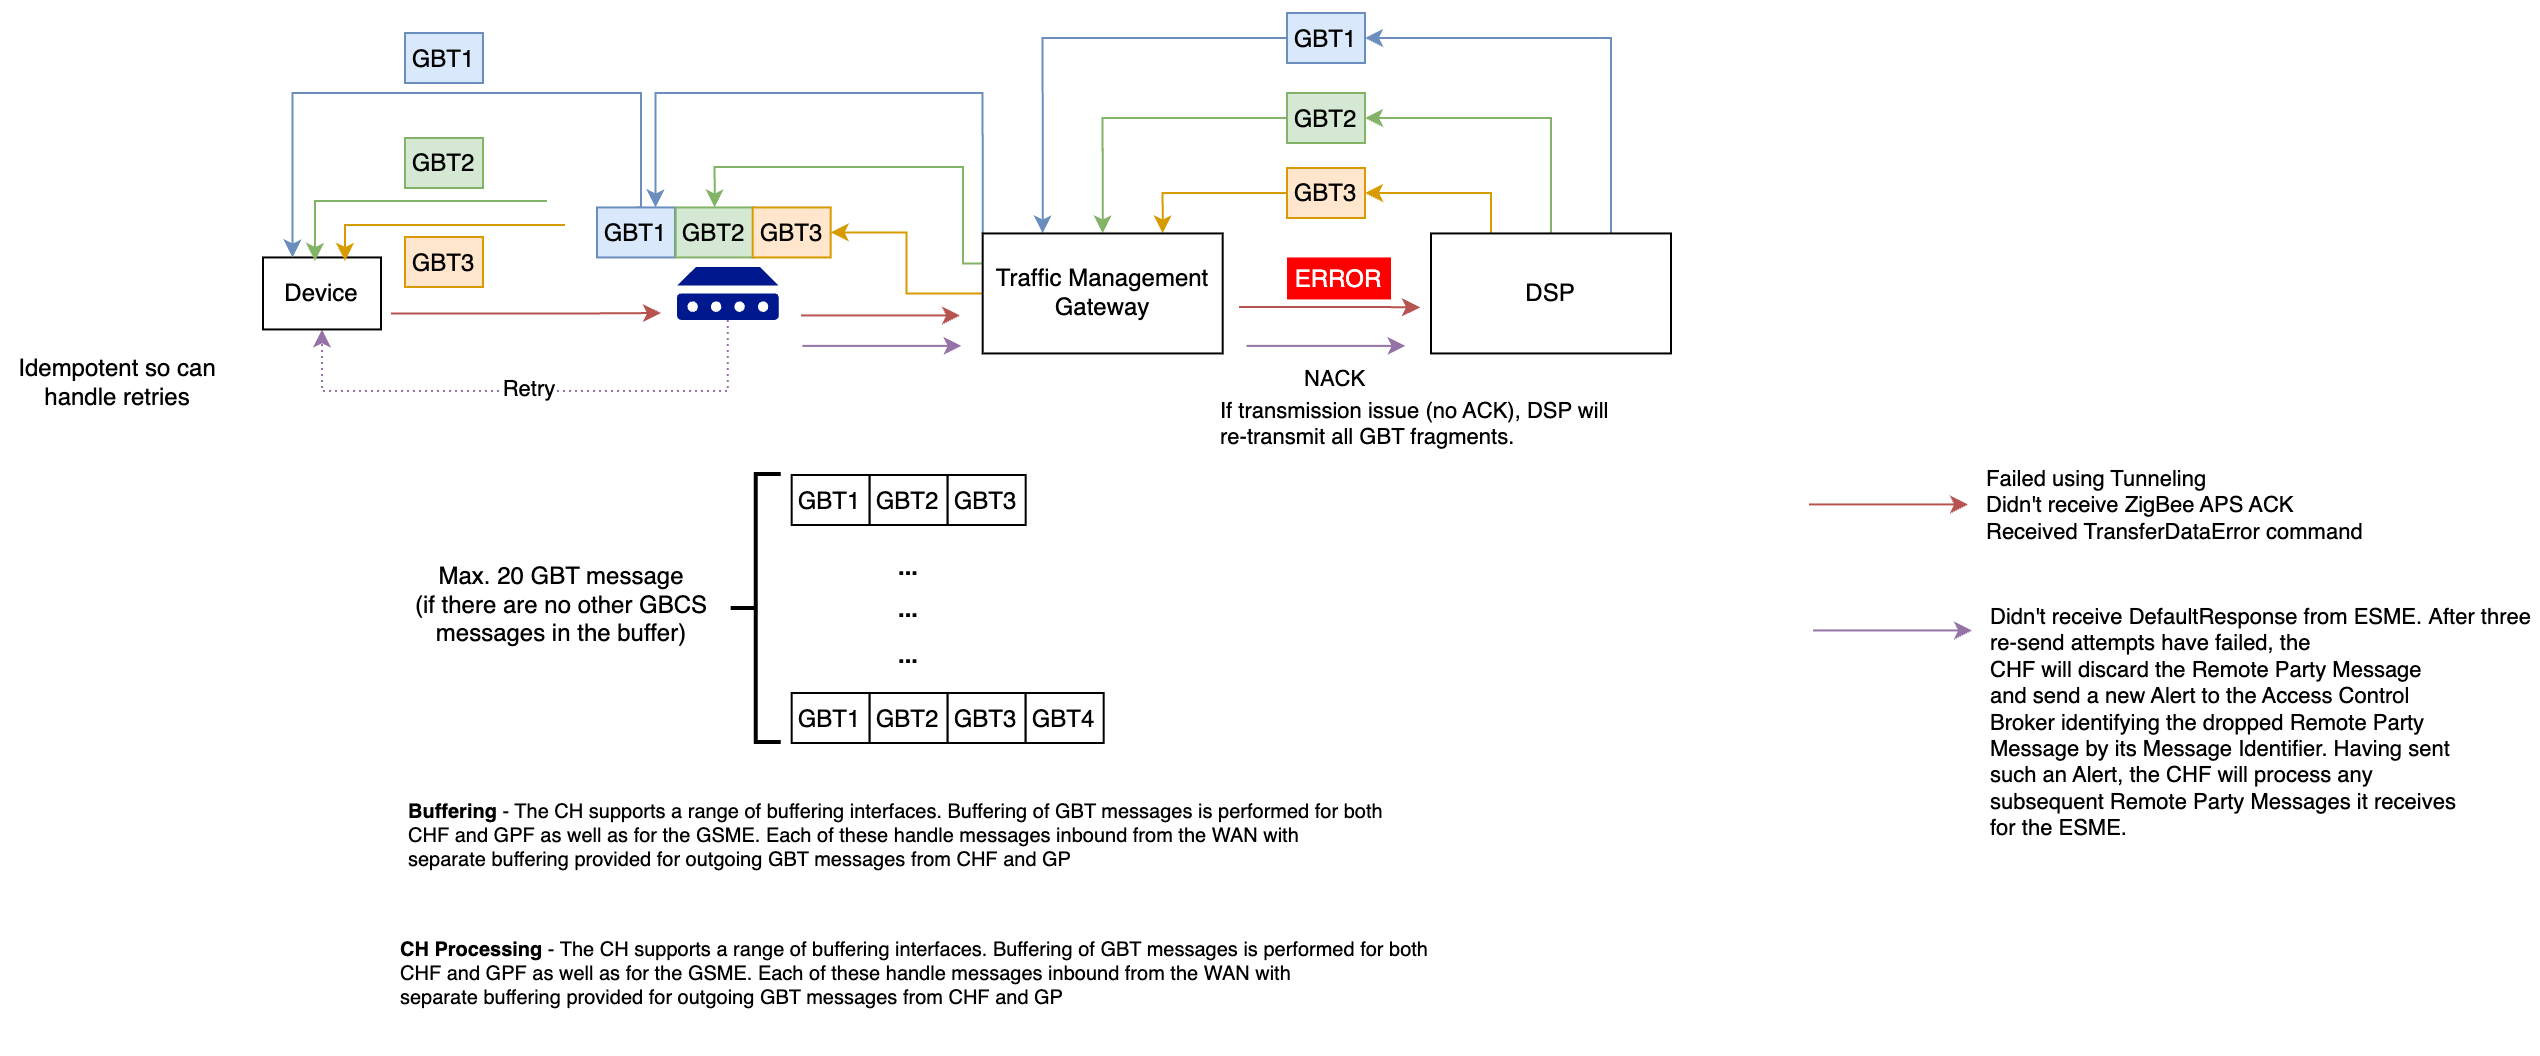 GBT1
GBT1
GBT2
GBT2
GBT3
GBT1 GBT2 GBT3
GBT3
Device
Traffic Management
Gateway
ERROR
DSP
Idempotent so can
handle retries
Retry
NACK
If transmission issue (no ACK), DSP will
re-transmit all GBT fragments.
GBT1 GBT2 GBT3
...
Max. 20 GBT message
(if there are no other GBCS
messages in the buffer)
...
...
GBT1 GBT2 GBT3 GBT4
Failed using Tunneling
Didn't receive ZigBee APS ACK
Received TransferDataError command
Didn't receive DefaultResponse from ESME. After three
re-send attempts have failed, the
CHF will discard the Remote Party Message
and send a new Alert to the Access Control
Broker identifying the dropped Remote Party
Message by its Message Identifier. Having sent
such an Alert, the CHF will process any
subsequent Remote Party Messages it receives
for the ESME.
Buffering - The CH supports a range of buffering interfaces. Buffering of GBT messages is performed for both
CHF and GPF as well as for the GSME. Each of these handle messages inbound from the WAN with
separate buffering provided for outgoing GBT messages from CHF and GP
CH Processing - The CH supports a range of buffering interfaces. Buffering of GBT messages is performed for both
CHF and GPF as well as for the GSME. Each of these handle messages inbound from the WAN with
separate buffering provided for outgoing GBT messages from CHF and GP